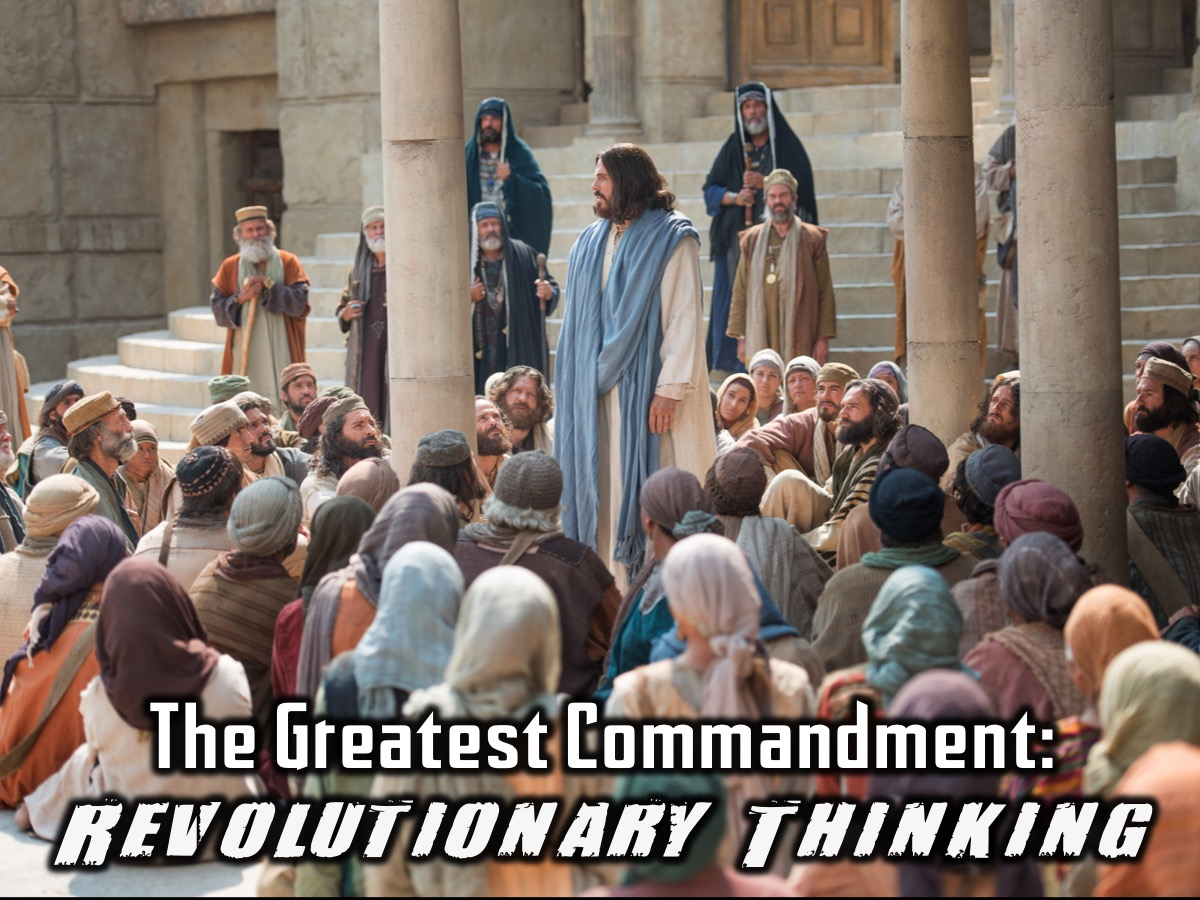 The Greatest Commandment:
Revolutionary Thinking